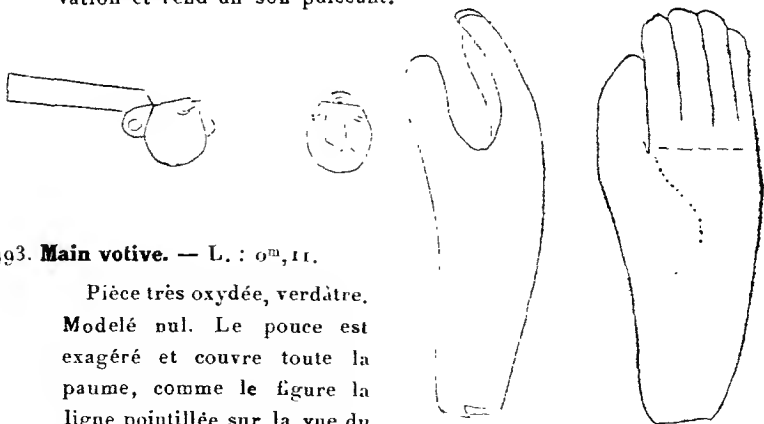 vation et rend un son puissant.
93. Main votive. — L. : 0m,11.
Pièce très oxydée, verdâtre.
Modelé nul. Le pouce est
exagéré et couvre toute la
paume, comme le figure la
ligne pointillée sur la vue du